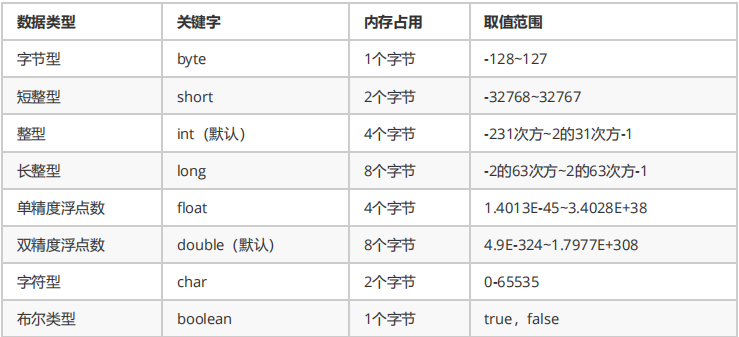 数据类型 关键字 内存占用 取值范围
字节型 byte 1个字节 -128~127
短整型 short 2个字节 -32768~32767
整型 int（默认） 4个字节 -231次方~2的31次方-1
长整型 long 8个字节 -2的63次方~2的63次方-1
单精度浮点数 float 4个字节 1.4013E-45~3.4028E+38
双精度浮点数 double（默认） 8个字节 4.9E-324~1.7977E+308
字符型 char 2个字节 0-65535
布尔类型 boolean 1个字节 true，false